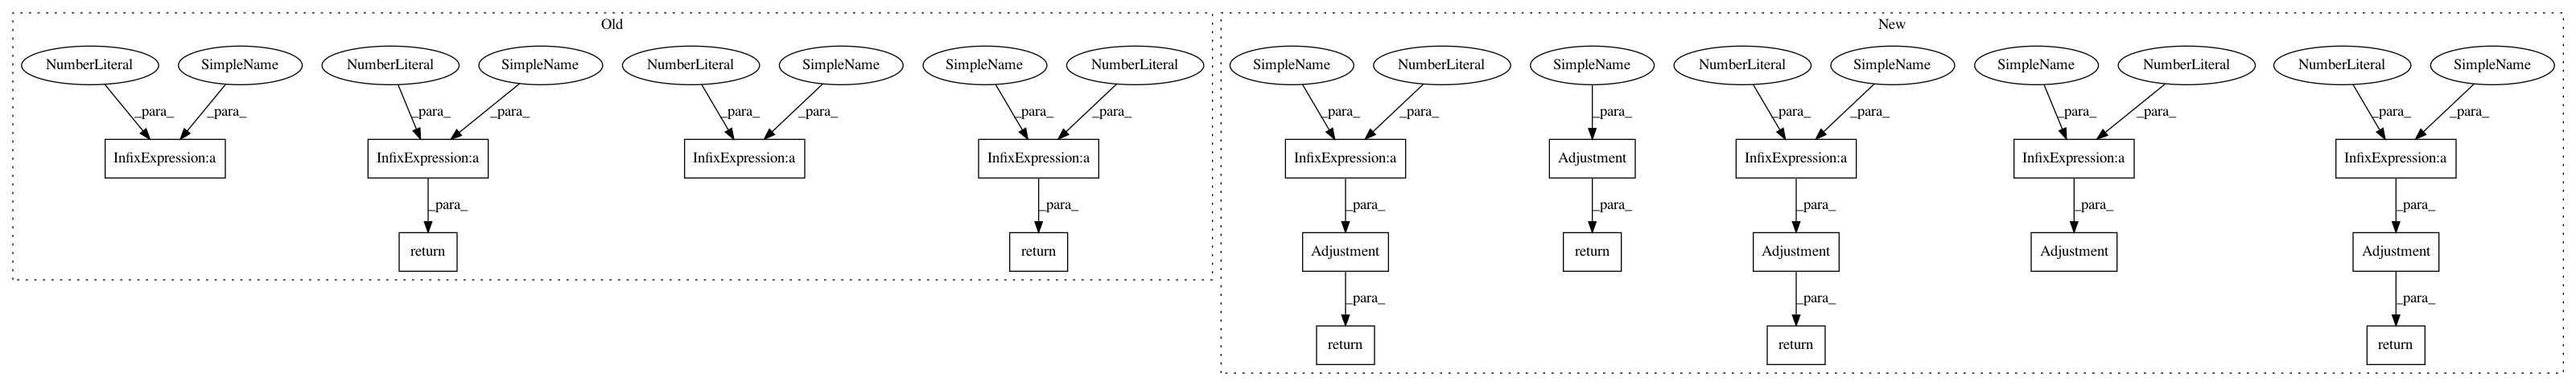 Old New
NumberLiteral SimpleName NumberLiteral SimpleName NumberLiteral SimpleName SimpleName NumberLiteral SimpleName NumberLiteral SimpleName NumberLiteral SimpleName SimpleName NumberLiteral NumberLiteral SimpleName
_para_ _para_ _para_ _para_ _para_ _para_ _para_ _para_ _para_ _para_ _para_ _para_ _para_ _para_ _para_ _para_ _para_
InfixExpression:a InfixExpression:a InfixExpression:a InfixExpression:a InfixExpression:a Adjustment InfixExpression:a InfixExpression:a InfixExpression:a
_para_ _para_ _para_ _para_ _para_ _para_ _para_
return return Adjustment return Adjustment Adjustment Adjustment
_para_ _para_ _para_
return return return